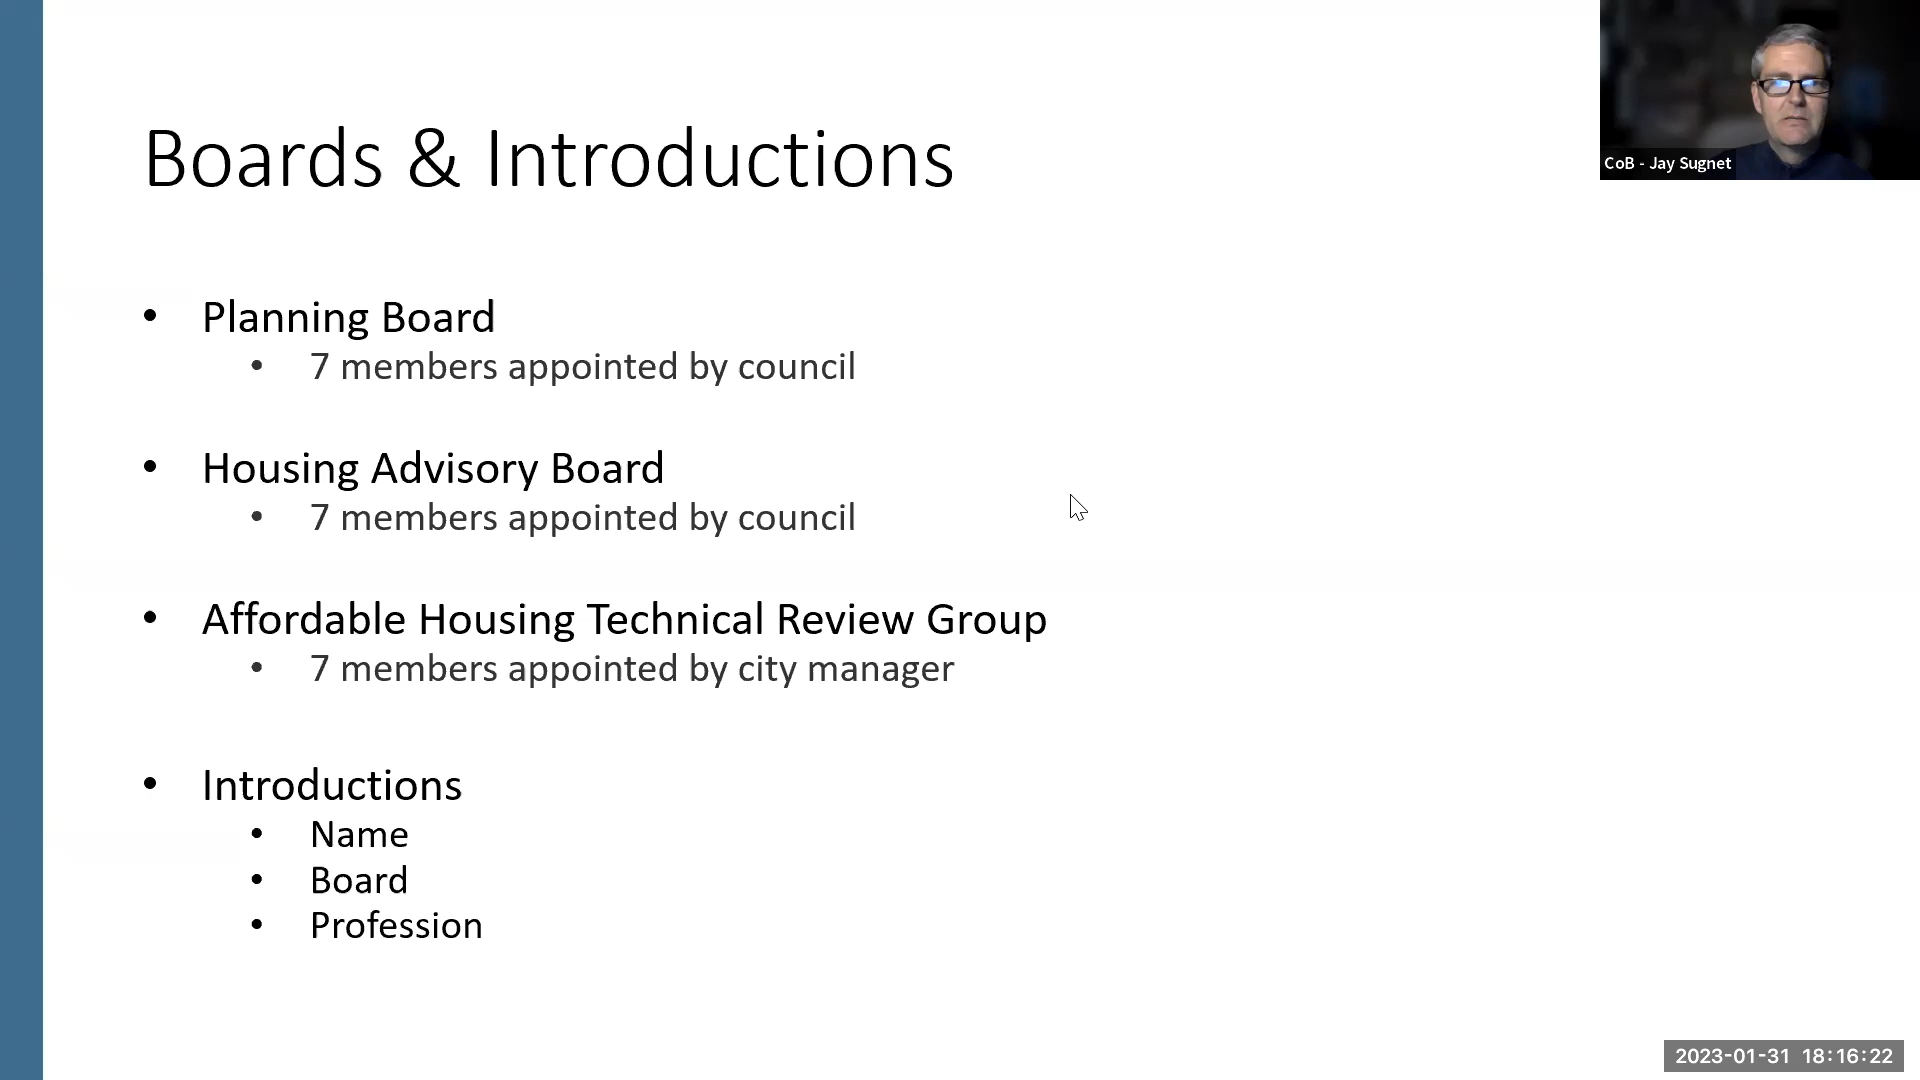 Boards & Introductions
• Planning Board
• 7 members appointed by council
• Housing Advisory Board
• 7 members appointed by council
• Affordable Housing Technical Review Group
• 7 members appointed by city manager
• Introductions
• Name
• Board
• Profession
CoB - Jay Sugnet
2023-01-31 18:16:22